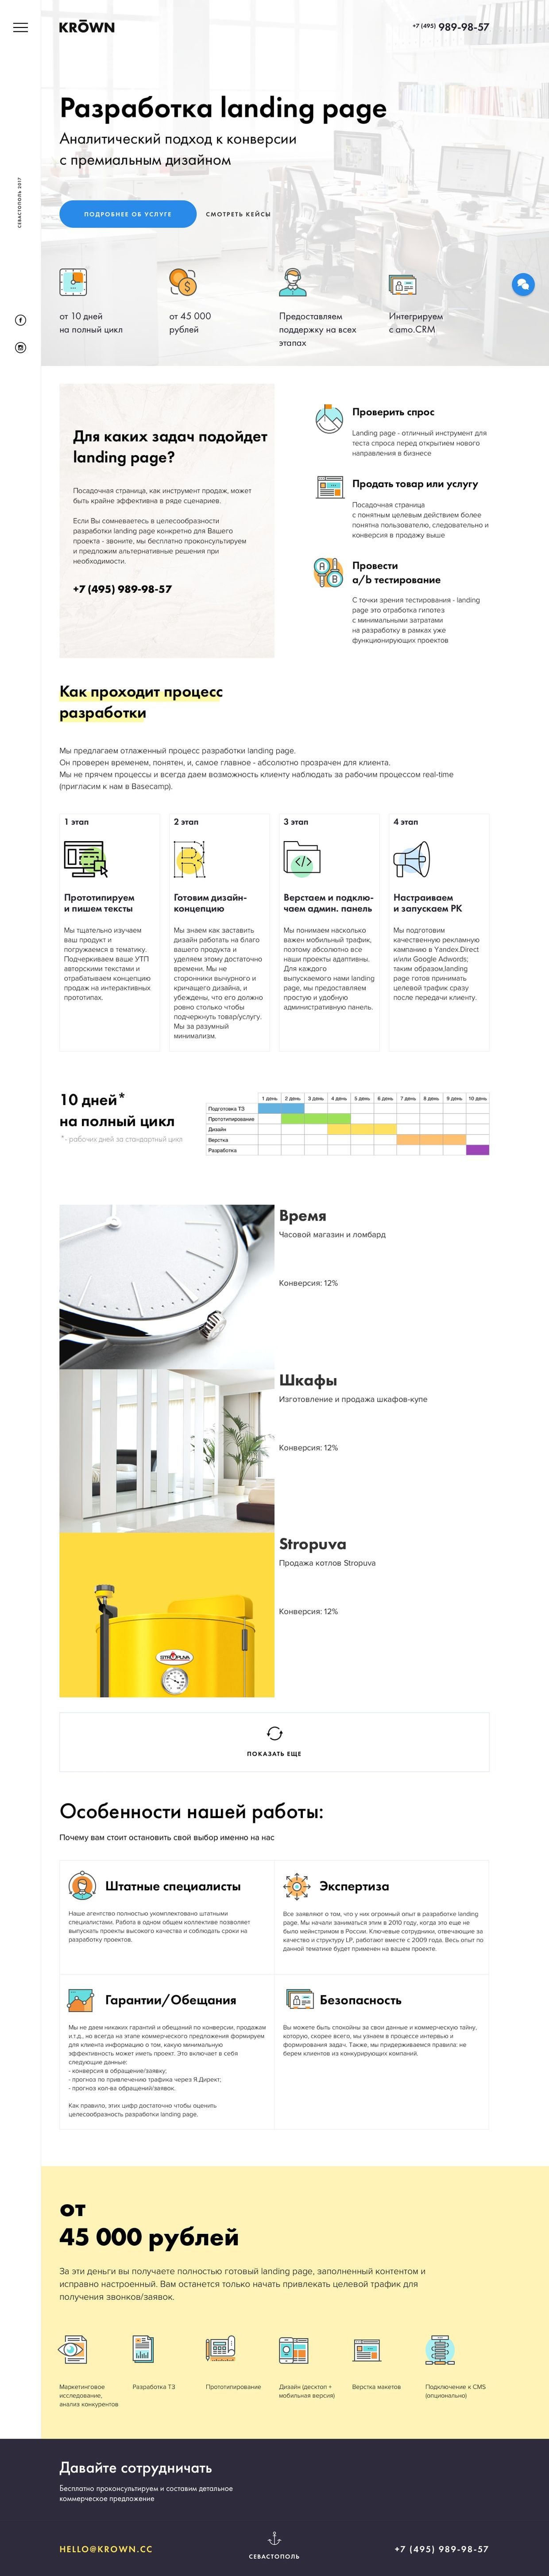 KRŌWN
+7 (495) 989-98-57
Разработка landing page
Аналитический подход к конверсии
с премиальным дизайном
ПОДРОБНЕЕ ОБ УСЛУГЕ
СМОТРЕТЬ КЕЙСЫ
СЕВАСТОПОЛЬ 2017
от 10 дней
на полный цикл
от 45 000
рублей
Предоставляем
поддержку на всех
этапах
Интегрируем
с amo.CRM
Для каких задач подойдет
landing page?
Посадочная страница, как инструмент продаж, может
быть крайне эффективна в ряде сценариев.
Если Вы сомневаетесь в целесообразности
разработки landing page конкретно для Вашего
проекта - звоните, мы бесплатно проконсультируем
и предложим альтернативные решения при
необходимости.
+7 (495) 989-98-57
Проверить спрос
Landing page - отличный инструмент для
теста спроса перед открытием нового
направления в бизнесе
Продать товар или услугу
Посадочная страница
с понятным целевым действием более
понятна пользователю, следовательно и
конверсия в продажу выше
Провести
a/b тестирование
С точки зрения тестирования - landing
page это отработка гипотез
с минимальными затратами
на разработку в рамках уже
функционирующих проектов
Как проходит процесс
разработки
Мы предлагаем отлаженный процесс разработки landing page.
Он проверен временем, понятен, и, самое главное - абсолютно прозрачен для клиента.
Мы не прячем процессы и всегда даем возможность клиенту наблюдать за рабочим процессом real-time
(пригласим к нам в Basecamp).
1 этап
Прототипируем
и пишем тексты
Мы тщательно изучаем
ваш продукт и
погружаемся в тематику.
Подчеркиваем ваше УТП
авторскими текстами и
отрабатываем концепцию
продаж на интерактивных
прототипах.
2 этап
Готовим дизайн-
концепцию
Мы знаем как заставить
дизайн работать на благо
вашего продукта и
уделяем этому достаточно
времени. Мы не
сторонники вычурного и
кричащего дизайна, и
убеждены, что его должно
ровно столько чтобы
подчеркнуть товар/услугу.
Мы за разумный
минимализм.
3 этап
Верстаем и подклю-
чаем админ. панель
Мы понимаем насколько
важен мобильный трафик,
поэтому абсолютно все
наши проекты адаптивны.
Для каждого
выпускаемого нами landing
page, мы предоставляем
простую и удобную
административную панель.
4 этап
Настраиваем
и запускаем РК
Мы подготовим
качественную рекламную
кампанию в Yandex.Direct
и/или Google Adwords;
таким образом,landing
page готов принимать
целевой трафик сразу
после передачи клиенту.
10 дней*
на полный цикл
*- рабочих дней за стандартный цикл
1 день 2 день 3 день 4 день 5 день 6 день 7 день 8 день 9 день 10 день
Подготовка ТЗ
Прототипирование
Дизайн
Верстка
Разработка
Время
Часовой магазин и ломбард
Конверсия: 12%
Шкафы
Изготовление и продажа шкафов-купе
Конверсия: 12%
STROPUVA
Stropuva
Продажа котлов Stropuva
Конверсия: 12%
ПОКАЗАТЬ ЕЩЕ
Особенности нашей работы:
Почему вам стоит остановить свой выбор именно на нас
Штатные специалисты
Наше агентство полностью укомплектовано штатными
специалистами. Работа в одном общем коллективе позволяет
выпускать проекты высокого качества и соблюдать сроки на
разработку проектов.
Экспертиза
Все заявляют о том, что у них огромный опыт в разработке landing
page. Мы начали заниматься этим в 2010 году, когда это еще не
было мейнстримом в России. Ключевые сотрудники, отвечающие за
качество и структуру LP, работают вместе с 2009 года. Весь опыт по
данной тематике будет применен на вашем проекте.
Гарантии/Обещания
Мы не даем никаких гарантий и обещаний по конверсии, продажам
и.т.д., но всегда на этапе коммерческого предложения формируем
для клиента информацию о том, какую минимальную
эффективность может иметь проект. Это включает в себя
следующие данные:
- конверсия в обращение/заявку;
- прогноз по привлечению трафика через Я.Директ;
- прогноз кол-ва обращений/заявок.
Как правило, этих цифр достаточно чтобы оценить
целесообразность разработки landing page.
Безопасность
Вы можете быть спокойны за свои данные и коммерческую тайну,
которую, скорее всего, мы узнаем в процессе интервью и
формирования задач. Также, мы придерживаемся правила: не
берем клиентов из конкурирующих компаний.
от
45 000 рублей
За эти деньги вы получаете полностью готовый landing page, заполненный контентом и
исправно настроенный. Вам останется только начать привлекать целевой трафик для
получения звонков/заявок.
Маркетинговое
исследование,
анализ конкурентов
Разработка ТЗ
Прототипирование
Дизайн (десктоп +
мобильная версия)
Верстка макетов
Подключение к CMS
(опционально)
Давайте сотрудничать
Бесплатно проконсультируем и составим детальное
коммерческое предложение
HELLO@KROWN.CC
СЕВАСТОПОЛЬ
+7 (495) 989-98-57